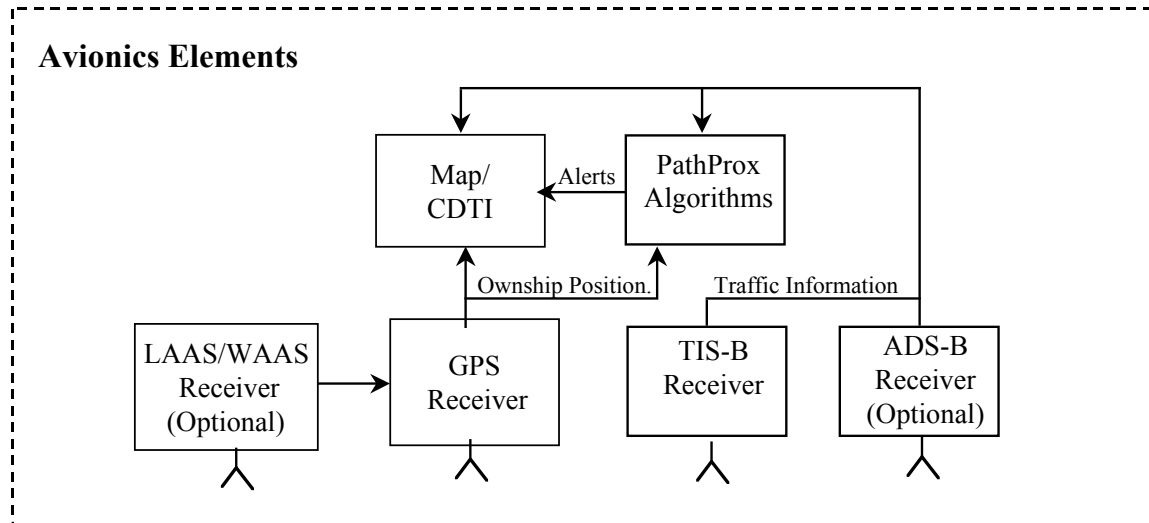 Avionics Elements
Map/
CDTI
Alerts
PathProx
Algorithms
Ownship Position.
Traffic Information
LAAS/WAAS
Receiver
(Optional)
GPS
Receiver
TIS-B
Receiver
ADS-B
Receiver
(Optional)